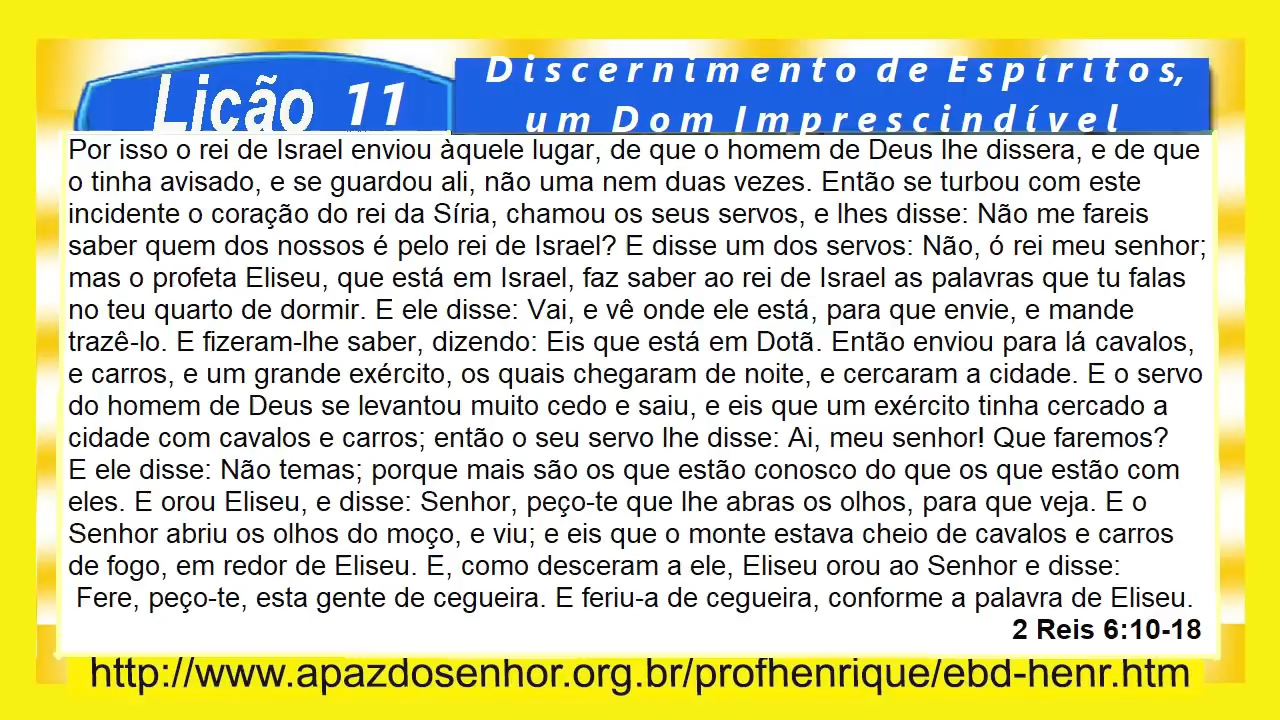 Lição 11
Discernimento de Espíritos,
um Dom Imprescindível
Por isso o rei de Israel enviou àquele lugar, de que o homem de Deus lhe dissera, e de que
o tinha avisado, e se guardou ali, não uma nem duas vezes. Então se turbou com este
incidente o coração do rei da Síria, chamou os seus servos, e lhes disse: Não me fareis
saber quem dos nossos é pelo rei de Israel? E disse um dos servos: Não, ó rei meu senhor;
mas o profeta Eliseu, que está em Israel, faz saber ao rei de Israel as palavras que tu falas
no teu quarto de dormir. E ele disse: Vai, e vê onde ele está, para que envie, e mande
trazê-lo. E fizeram-lhe saber, dizendo: Eis que está em Dotã. Então enviou para lá cavalos,
e carros, e um grande exército, os quais chegaram de noite, e cercaram a cidade. E o servo
do homem de Deus se levantou muito cedo e saiu, e eis que um exército tinha cercado a
cidade com cavalos e carros; então o seu servo lhe disse: Ai, meu senhor! Que faremos?
E ele disse: Não temas; porque mais são os que estão conosco do que os que estão com
eles. E orou Eliseu, e disse: Senhor, peço-te que lhe abras os olhos, para que veja. E o
Senhor abriu os olhos do moço, e viu; e eis que o monte estava cheio de cavalos e carros
de fogo, em redor de Eliseu. E, como desceram a ele, Eliseu orou ao Senhor e disse:
Fere, peço-te, esta gente de cegueira. E feriu-a de cegueira, conforme a palavra de Eliseu.
2 Reis 6:10-18
http://www.apazdosenhor.org.br/profhenrique/ebd-henr.htm